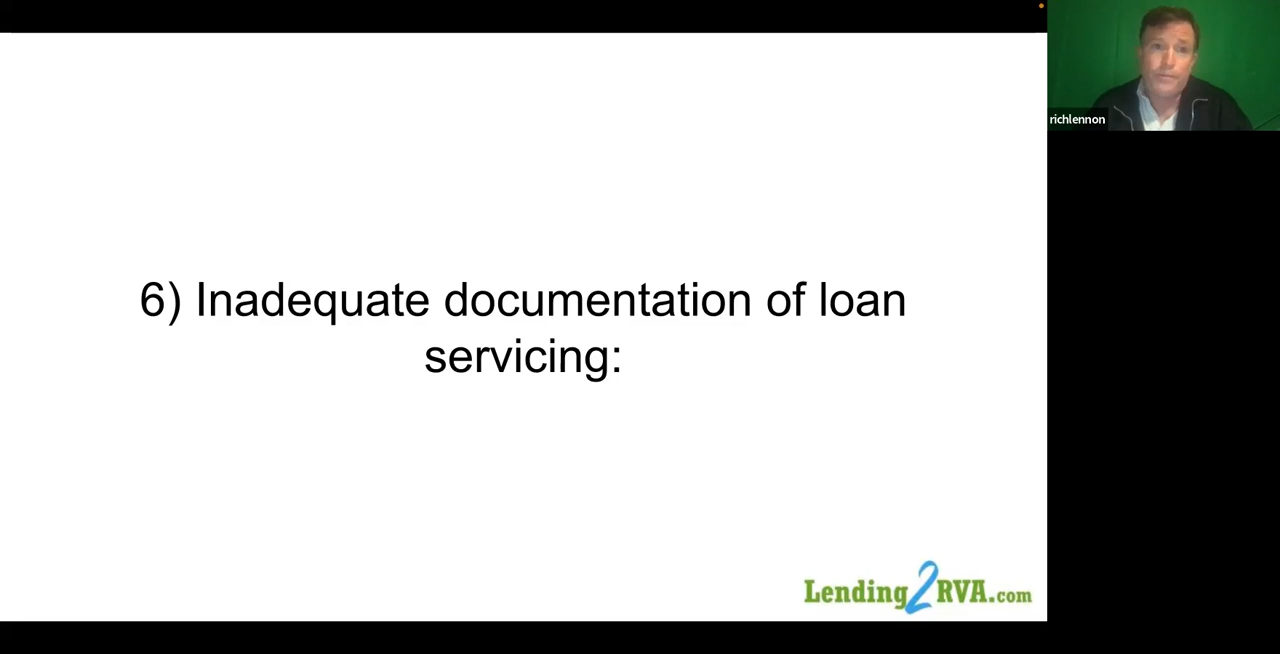 richlennon
6) Inadequate documentation of loan
servicing:
Lending2RVA.com